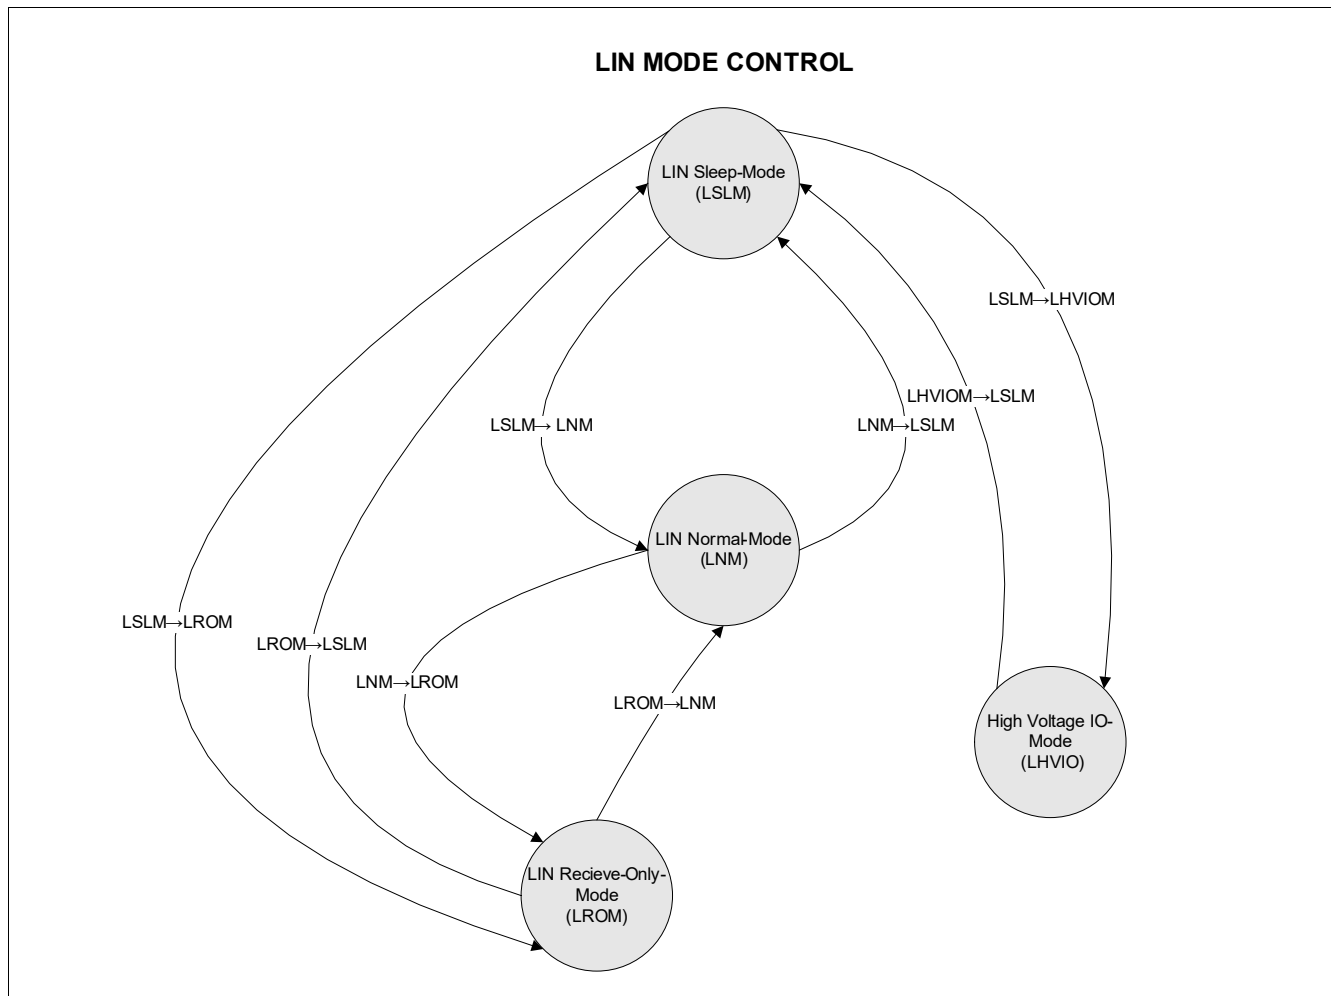 LIN MODE CONTROL
LIN Sleep-Mode
(LSLM)
LSLM→LHVIOM
LHVIOM→LSLM
LSLM→ LNM
LNM→LSLM
LIN Normal-Mode
(LNM)
LSLM→LROM
LROM→LSLM
LNM→LROM
LROM→LNM
High Voltage IO-
Mode
(LHVIO)
LIN Recieve-Only-
Mode
(LROM)